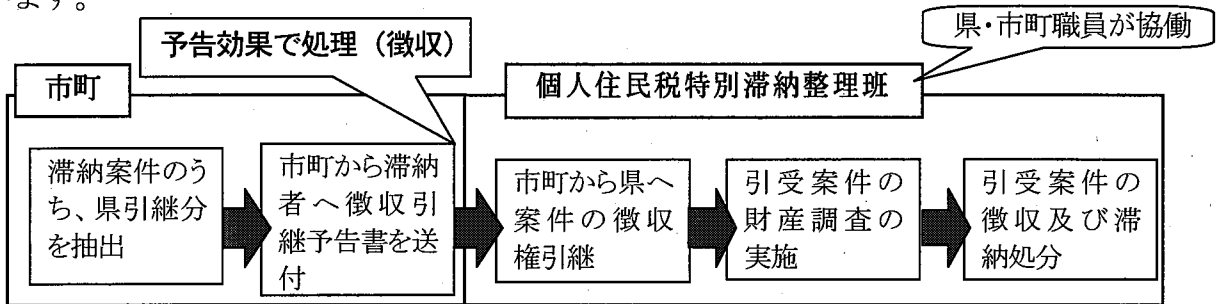 ます。
予告効果で処理（徴収）
県・市町職員が協働
市町
個人住民税特別滞納整理班
滞納案件のう
ち、県引継分
を抽出
市町から滞納
者へ徴収引
継予告書を送
付
市町から県へ
案件の徴収
権引継
引受案件の
財産調査の
実施
引受案件の
徴収及び滞
納処分